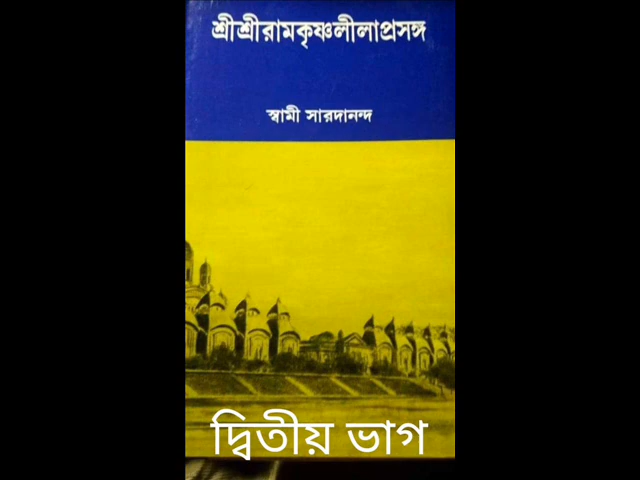 শ্রীশ্রীরামকৃষ্ণলীলাপ্রসঙ্গ
স্বামী সারদানন্দ
দ্বিতীয় ভাগ